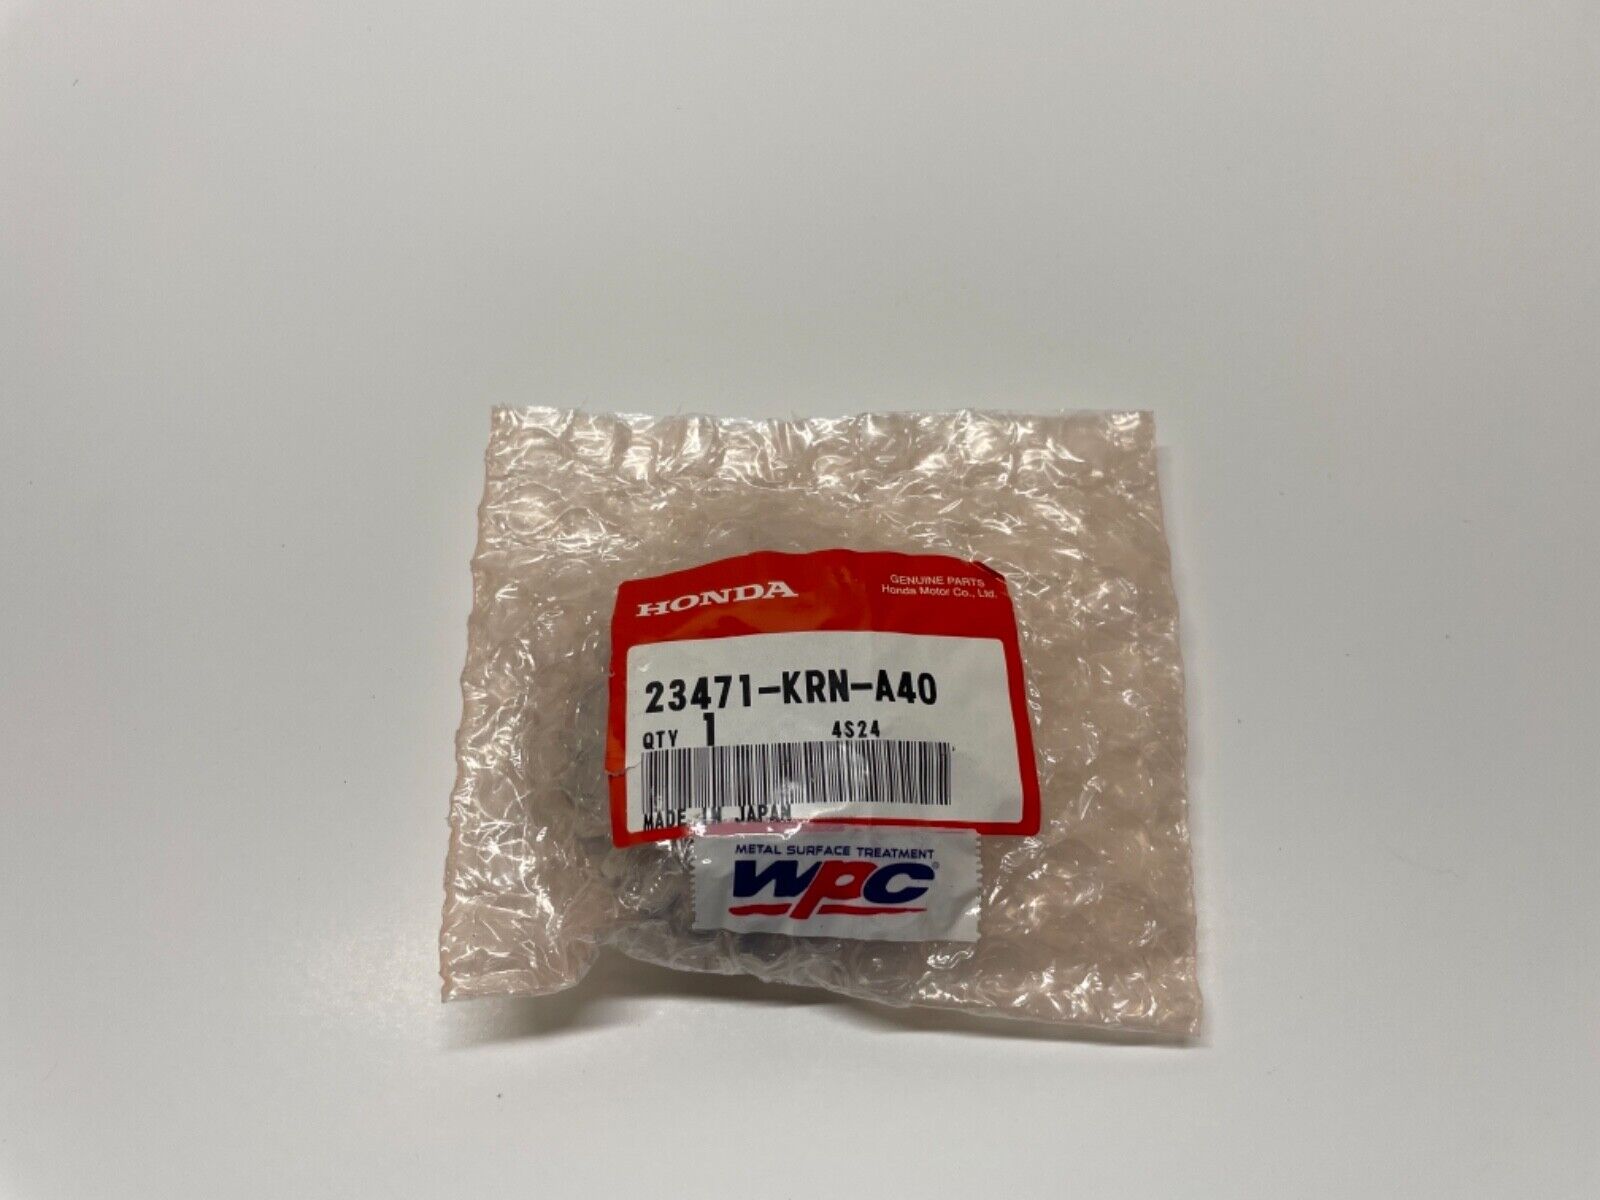 HONDA
GENUINE PARTS
Honda Motor Co., Ltd.
23471-KRN-A40
QTY 1 4S24
MADE IN JAPAN
METAL SURFACE TREATMENT
WPC®